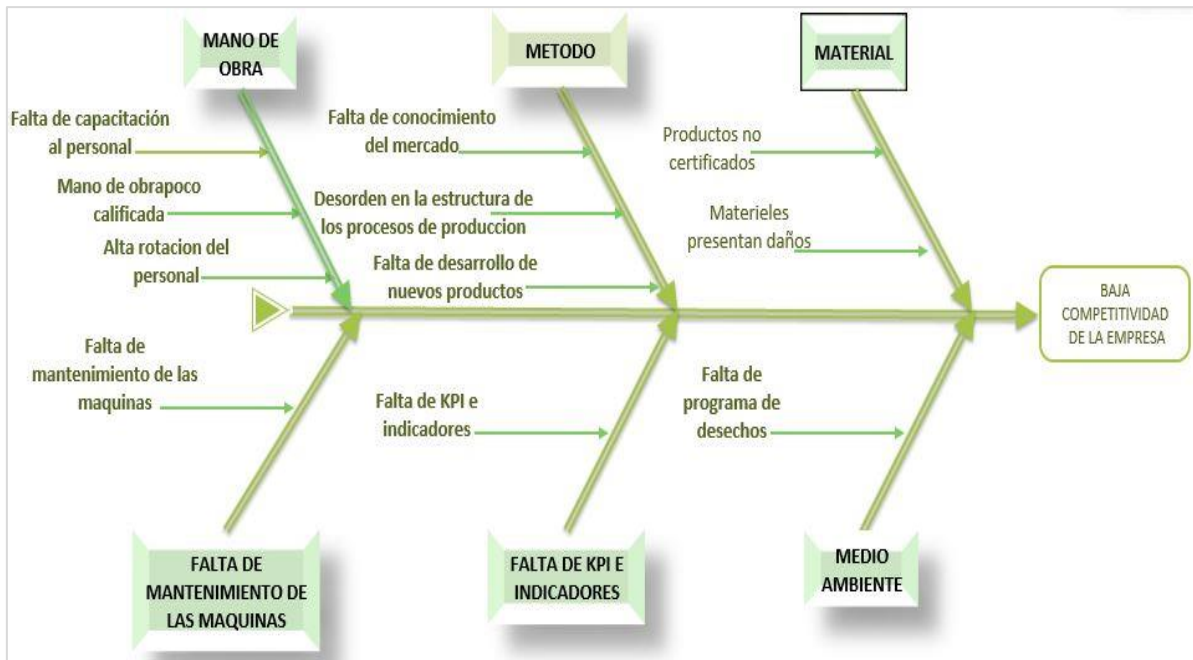 MANO DE
OBRA
METODO
MATERIAL
Falta de capacitación
al personal
Mano de obrapoco
calificada
Alta rotacion del
personal
Falta de conocimiento
del mercado
Desorden en la estructura de
los procesos de produccion
Falta de desarrollo de
nuevos productos
Productos no
certificados
Materieles
presentan daños
BAJA
COMPETITIVIDAD
DE LA EMPRESA
Falta de
mantenimiento de las
maquinas
Falta de KPI e
indicadores
Falta de
programa de
desechos
FALTA DE
MANTENIMIENTO DE
LAS MAQUINAS
FALTA DE KPI E
INDICADORES
MEDIO
AMBIENTE